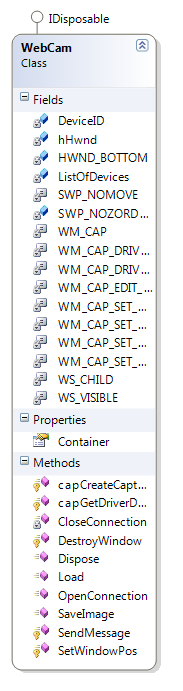 IDisposable
WebCam
Class
Fields
DeviceID
hHwnd
HWND_BOTTOM
ListOfDevices
SWP_NOMOVE
SWP_NOZORD...
WM_CAP
WM_CAP_DRIV...
WM_CAP_DRIV...
WM_CAP_EDIT_...
WM_CAP_SET_...
WM_CAP_SET_...
WM_CAP_SET_...
WM_CAP_SET_...
WS_CHILD
WS_VISIBLE
Properties
Container
Methods
capCreateCapt...
capGetDriverD...
CloseConnection
DestroyWindow
Dispose
Load
OpenConnection
SaveImage
SendMessage
SetWindowPos